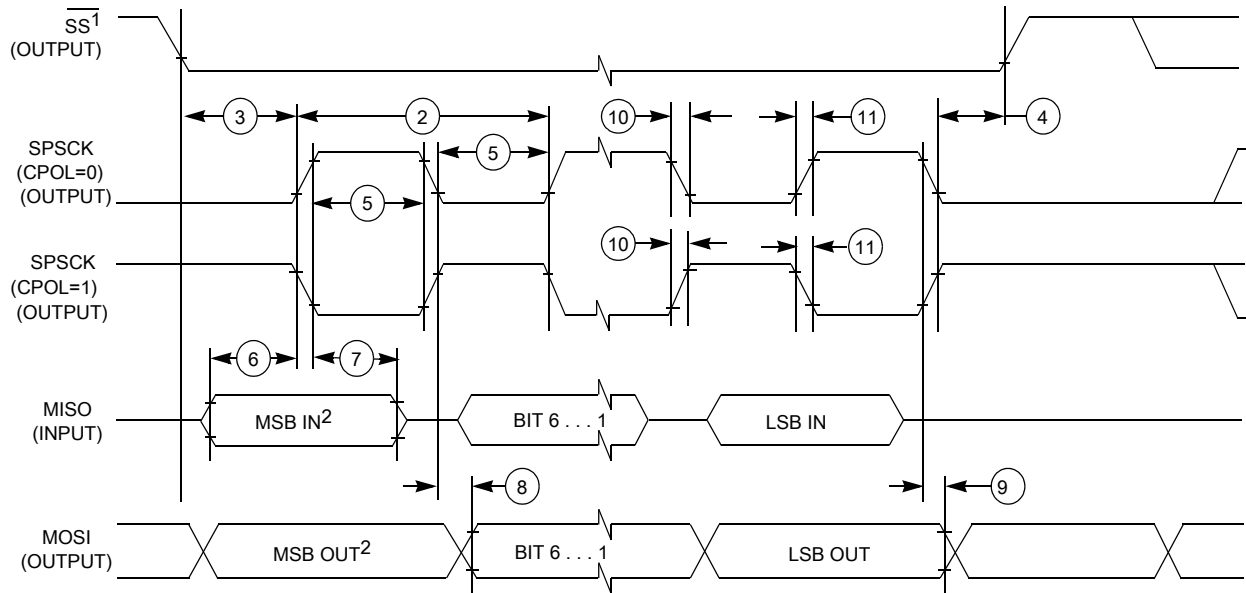 SS1
(OUTPUT)
3
2
10
11
4
SPSCK
(CPOL=0)
(OUTPUT)
5
5
SPSCK
(CPOL=1)
(OUTPUT)
10
11
6
7
MISO
(INPUT)
MSB IN2
BIT 6 . . . 1
LSB IN
8
9
MOSI
(OUTPUT)
MSB OUT2
BIT 6 . . . 1
LSB OUT